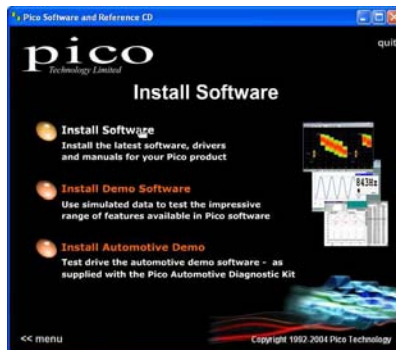 Pico Software and Reference CD
quit
pico
Technology Limited
Install Software
Install Software
Install the latest software, drivers
and manuals for your Pico product
843Hz
Install Demo Software
Use simulated data to test the impressive
range of features available in Pico software
Install Automotive Demo
Test drive the automotive demo software - as
supplied with the Pico Automotive Diagnostic Kit
<< menu
Copyright 1992-2004 Pico Technology